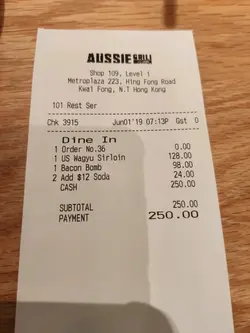 AUSSIE GRILL
Shop 109, Level 1
Metroplaza 223, Hing Fong Road
Kwai Fong, N.T Hong Kong
101 Rest Ser
Chk 3915 Jun01'19 07:13P Gst 0
Dine In
1 Order No.36 0.00
1 US Wagyu Sirloin 128.00
1 Bacon Bomb 98.00
2 Add $12 Soda 24.00
CASH 250.00
SUBTOTAL 250.00
PAYMENT 250.00